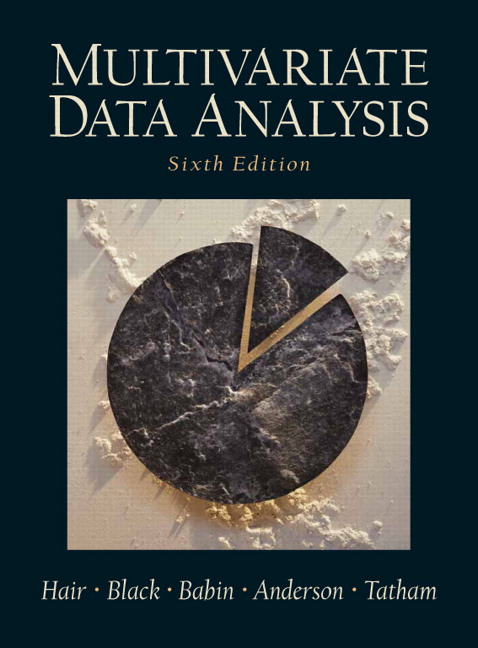 MULTIVARIATE
DATA ANALYSIS
Sixth Edition
Hair · Black · Babin · Anderson · Tatham